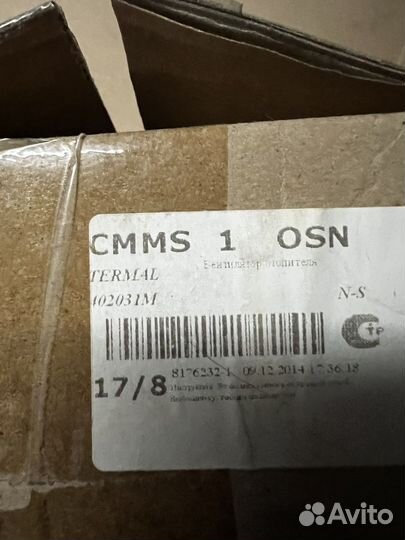 CMMS 1 OSN
Вентилятор отопителя
TERMAL
402031M N-S
17/8 8176232-1 09.12.2014 17:36:18
Avito